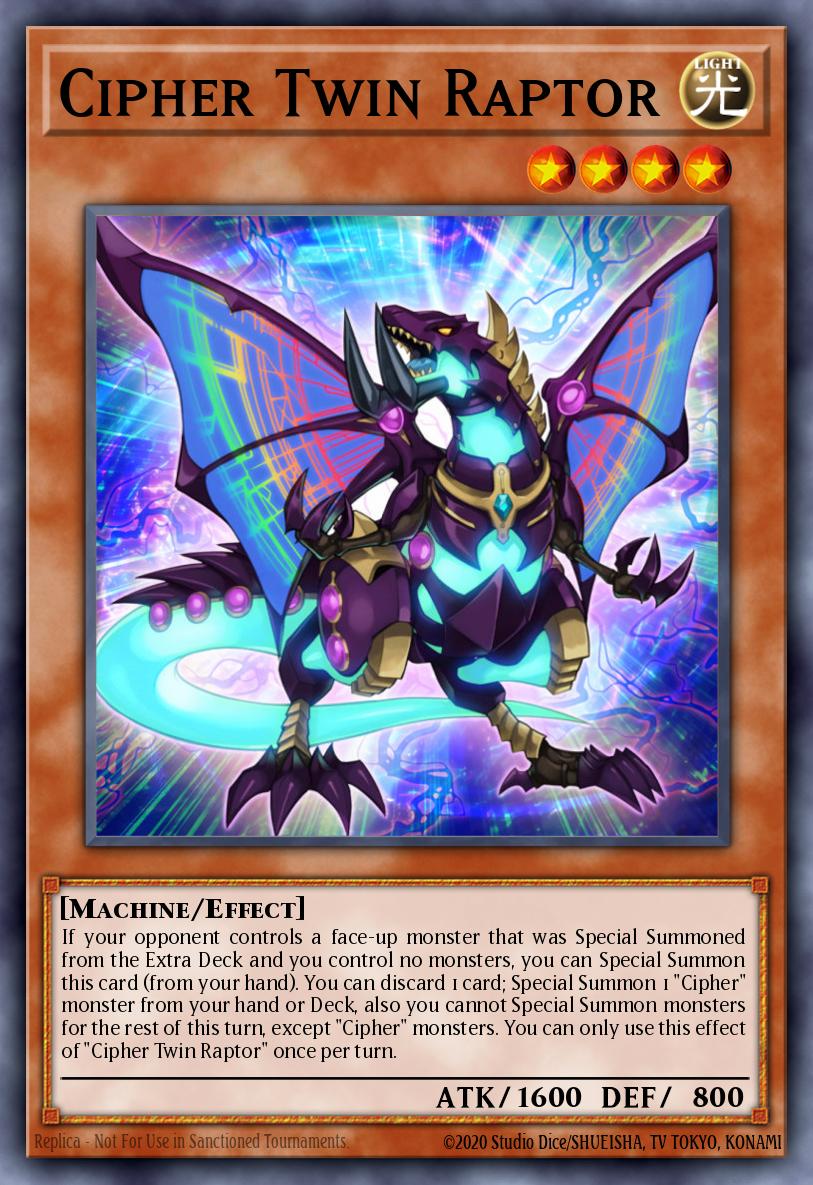 Cipher Twin Raptor
LIGHT
光
[Machine/Effect]
If your opponent controls a face-up monster that was Special Summoned
from the Extra Deck and you control no monsters, you can Special Summon
this card (from your hand). You can discard 1 card; Special Summon 1 "Cipher"
monster from your hand or Deck, also you cannot Special Summon monsters
for the rest of this turn, except "Cipher" monsters. You can only use this effect
of "Cipher Twin Raptor" once per turn.
ATK/1600 DEF/ 800
Replica - Not For Use in Sanctioned Tournaments.
©2020 Studio Dice/SHUEISHA, TV TOKYO, KONAMI